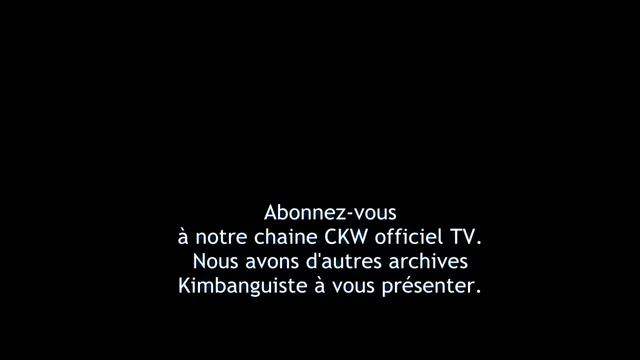 Abonnez-vous
à notre chaine CKW officiel TV.
Nous avons d'autres archives
Kimbanguiste à vous présenter.